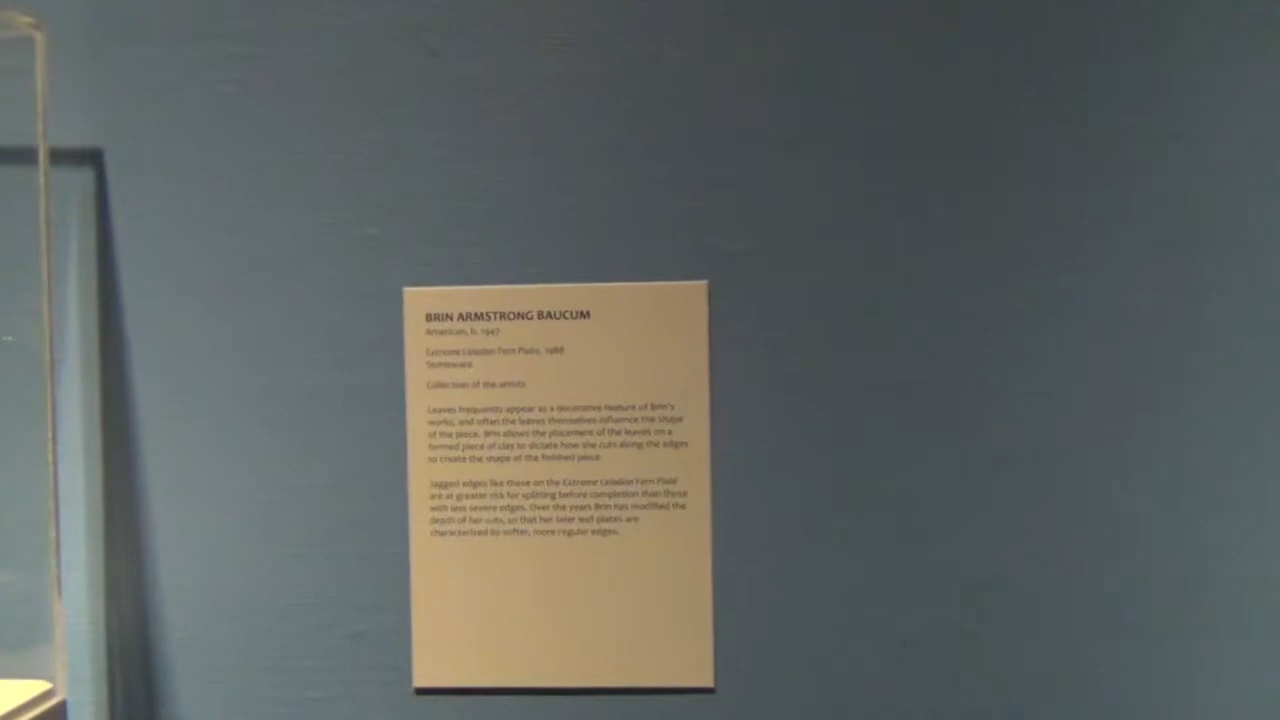 BRIN ARMSTRONG BAUCUM
American, b. 1947
Extreme Celadon Fern Plate, 1988
Stoneware
Collection of the artists
Leaves frequently appear as a decorative feature of Brin's
works, and often the leaves themselves influence the shape
of the piece. Brin allows the placement of the leaves on a
formed piece of clay to dictate how she cuts along the edges
to create the shape of the finished piece.
Jagged edges like those on the Extreme Celadon Fern Plate
are at greater risk for splitting before completion than those
with less severe edges. Over the years Brin has modified the
depth of her cuts, so that her later leaf plates are
characterized by softer, more regular edges.